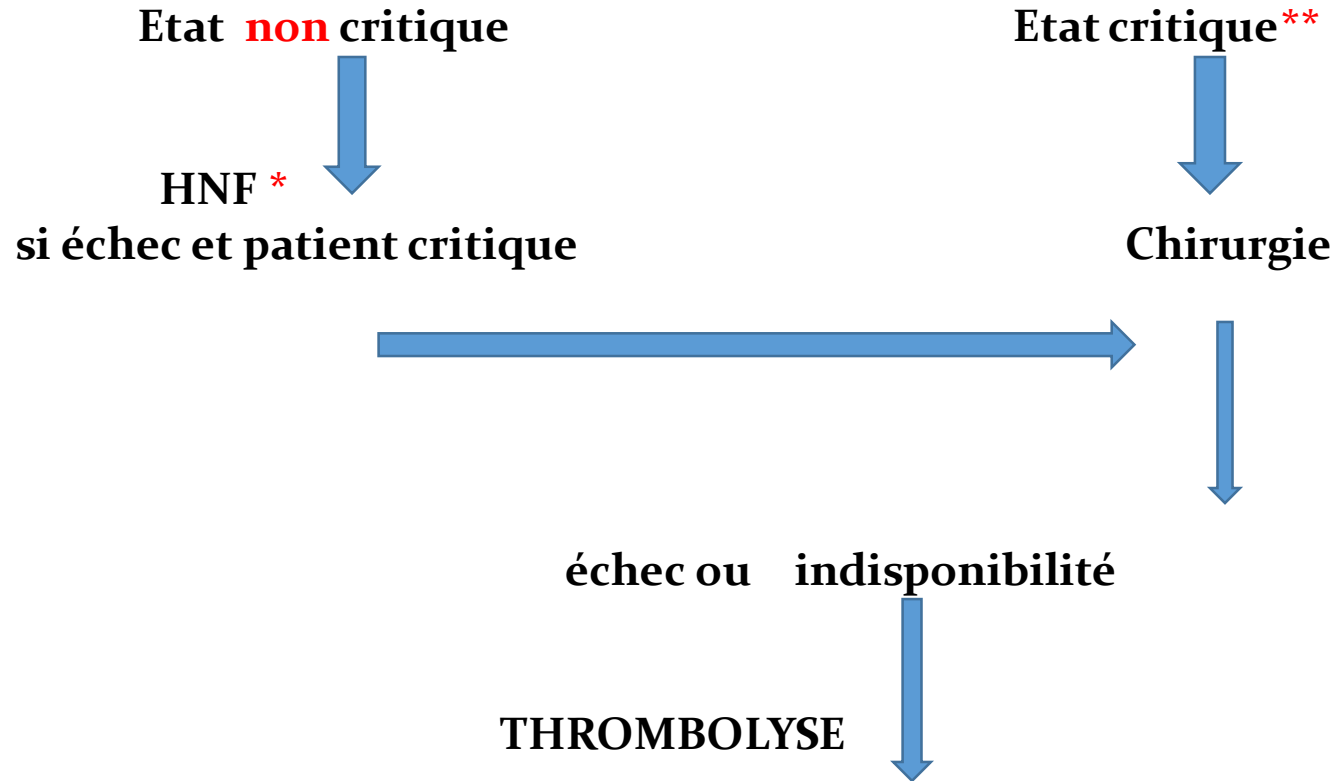 Etat non critique
Etat critique**
HNF *
si échec et patient critique
Chirurgie
échec ou indisponibilité
THROMBOLYSE